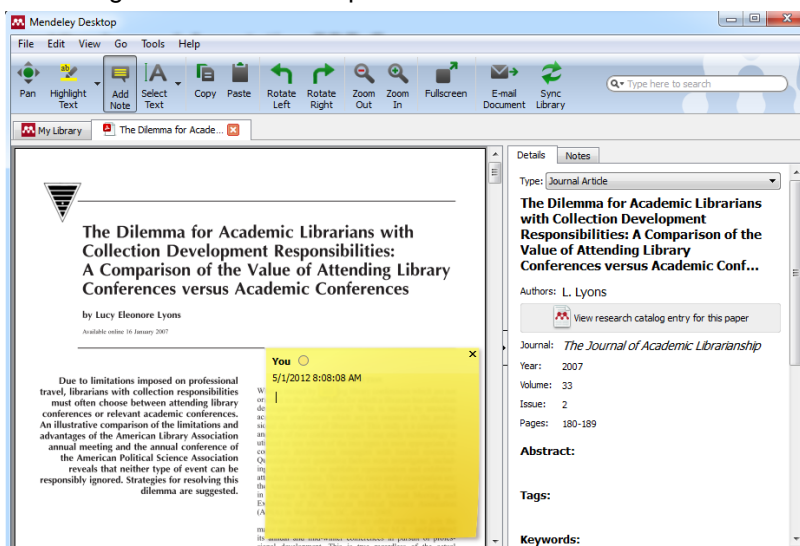 Mendeley Desktop
File Edit View Go Tools Help
Pan Highlight Text Add Note Select Text Copy Paste Rotate Left Rotate Right Zoom Out Zoom In Fullscreen E-mail Document Sync Library Type here to search
My Library The Dilemma for Acade...
The Dilemma for Academic Librarians with
Collection Development Responsibilities:
A Comparison of the Value of Attending Library
Conferences versus Academic Conferences
by Lucy Eleonore Lyons
Available online 16 January 2007
Due to limitations imposed on professional
travel, librarians with collection responsibilities
must often choose between attending library
conferences or relevant academic conferences.
An illustrative comparison of the limitations and
advantages of the American Library Association
annual meeting and the annual conference of
the American Political Science Association
reveals that neither type of event can be
responsibly ignored. Strategies for resolving this
dilemma are suggested.
You
5/1/2012 8:08:08 AM
its annual and mid-winter conferences in pursuit of profes-
Details Notes
Type: Journal Article
The Dilemma for Academic Librarians
with Collection Development
Responsibilities: A Comparison of the
Value of Attending Library
Conferences versus Academic Conf...
Authors: L. Lyons
View research catalog entry for this paper
Journal: The Journal of Academic Librarianship
Year: 2007
Volume: 33
Issue: 2
Pages: 180-189
Abstract:
Tags:
Keywords: